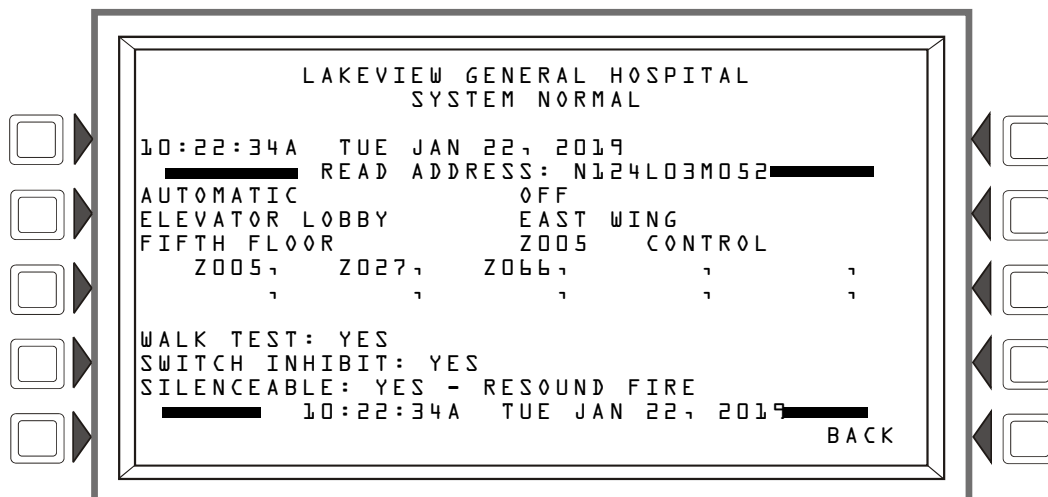 LAKEVIEW GENERAL HOSPITAL
SYSTEM NORMAL
10:22:34A TUE JAN 22, 2019
READ ADDRESS: N124L03M052
AUTOMATIC OFF
ELEVATOR LOBBY EAST WING
FIFTH FLOOR Z005 CONTROL
Z005, Z027, Z066, , ,
, , , , ,
WALK TEST: YES
SWITCH INHIBIT: YES
SILENCEABLE: YES - RESOUND FIRE
10:22:34A TUE JAN 22, 2019
BACK